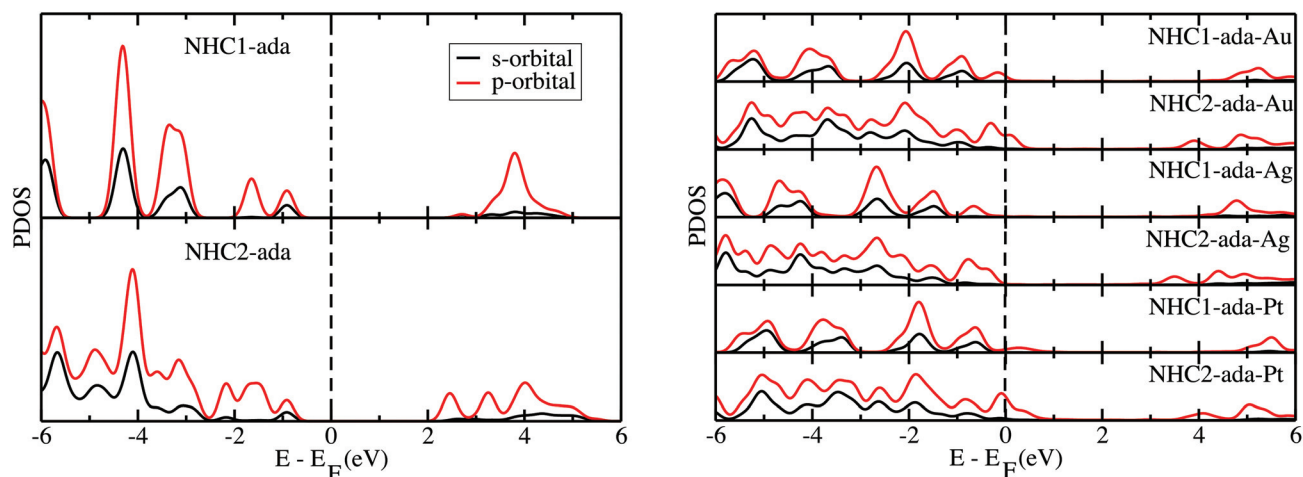 NHC1-ada
s-orbital
p-orbital
PDOS
NHC2-ada
-6 -4 -2 0 2 4 6
E - E_F(eV)
NHC1-ada-Au
NHC2-ada-Au
NHC1-ada-Ag
PDOS
NHC2-ada-Ag
NHC1-ada-Pt
NHC2-ada-Pt
-6 -4 -2 0 2 4 6
E - E_F(eV)